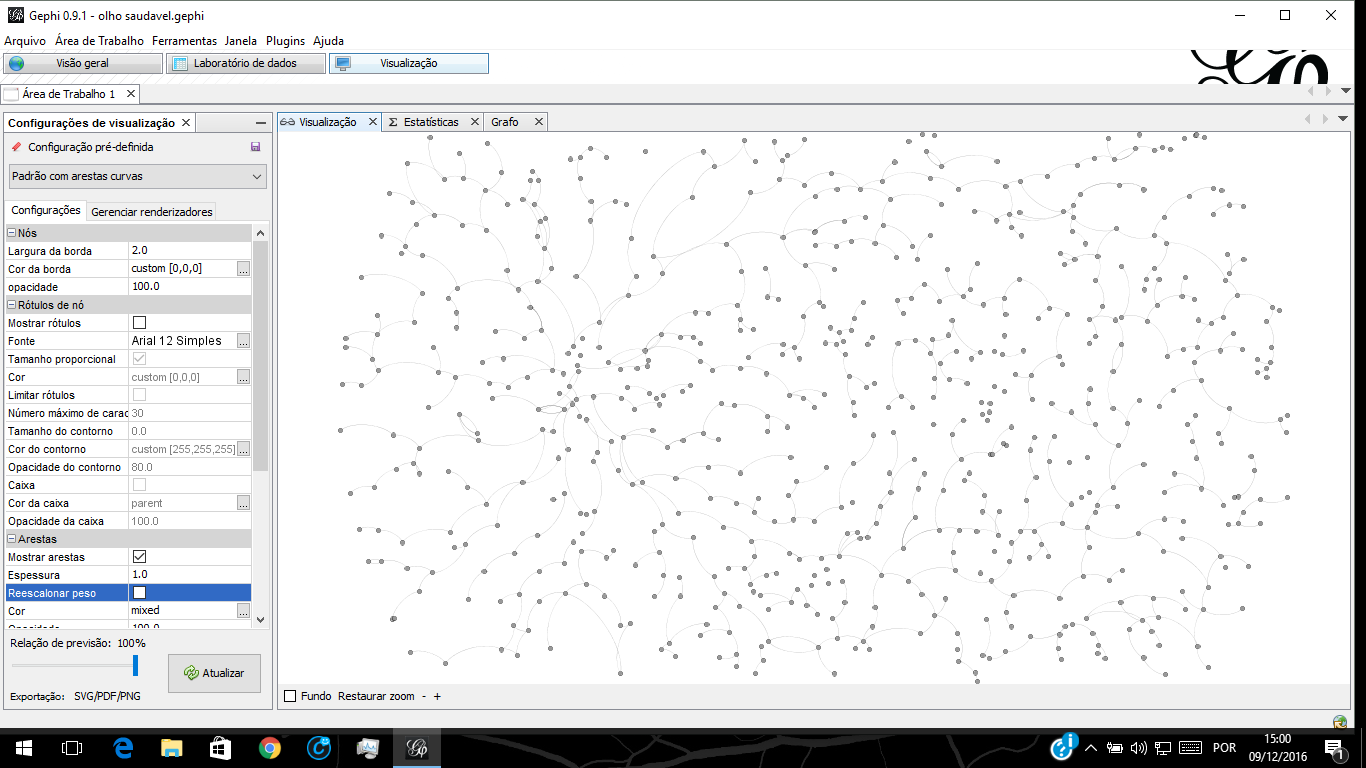 Gephi 0.9.1 - olho saudavel.gephi
Arquivo Área de Trabalho Ferramentas Janela Plugins Ajuda
Visão geral Laboratório de dados Visualização
Área de Trabalho 1
Configurações de visualização
Visualização Estatísticas Grafo
Configuração pré-definida
Padrão com arestas curvas
Configurações Gerenciar renderizadores
Nós
Largura da borda 2.0
Cor da borda custom [0,0,0] ...
opacidade 100.0
Rótulos de nó
Mostrar rótulos
Fonte Arial 12 Simples ...
Tamanho proporcional
Cor custom [0,0,0] ...
Limitar rótulos
Número máximo de carac 30
Tamanho do contorno 0.0
Cor do contorno custom [255,255,255] ...
Opacidade do contorno 80.0
Caixa
Cor da caixa parent ...
Opacidade da caixa 100.0
Arestas
Mostrar arestas
Espessura 1.0
Reescalonar peso
Cor mixed ...
Opacidade 100.0
Relação de previsão: 100%
Atualizar
Exportação: SVG/PDF/PNG
Fundo Restaurar zoom - +
POR
15:00
09/12/2016
1